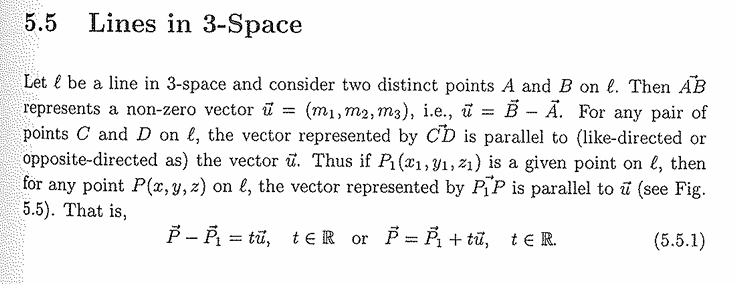 5.5 Lines in 3-Space
Let ℓ be a line in 3-space and consider two distinct points A and B on ℓ. Then A⃗B
represents a non-zero vector u⃗ = (m₁, m₂, m₃), i.e., u⃗ = B⃗ − A⃗. For any pair of
points C and D on ℓ, the vector represented by C⃗D is parallel to (like-directed or
opposite-directed as) the vector u⃗. Thus if P₁(x₁, y₁, z₁) is a given point on ℓ, then
for any point P(x, y, z) on ℓ, the vector represented by P₁⃗P is parallel to u⃗ (see Fig.
5.5). That is,
P⃗ − P⃗₁ = tu⃗, t ∈ ℝ or P⃗ = P⃗₁ + tu⃗, t ∈ ℝ. (5.5.1)